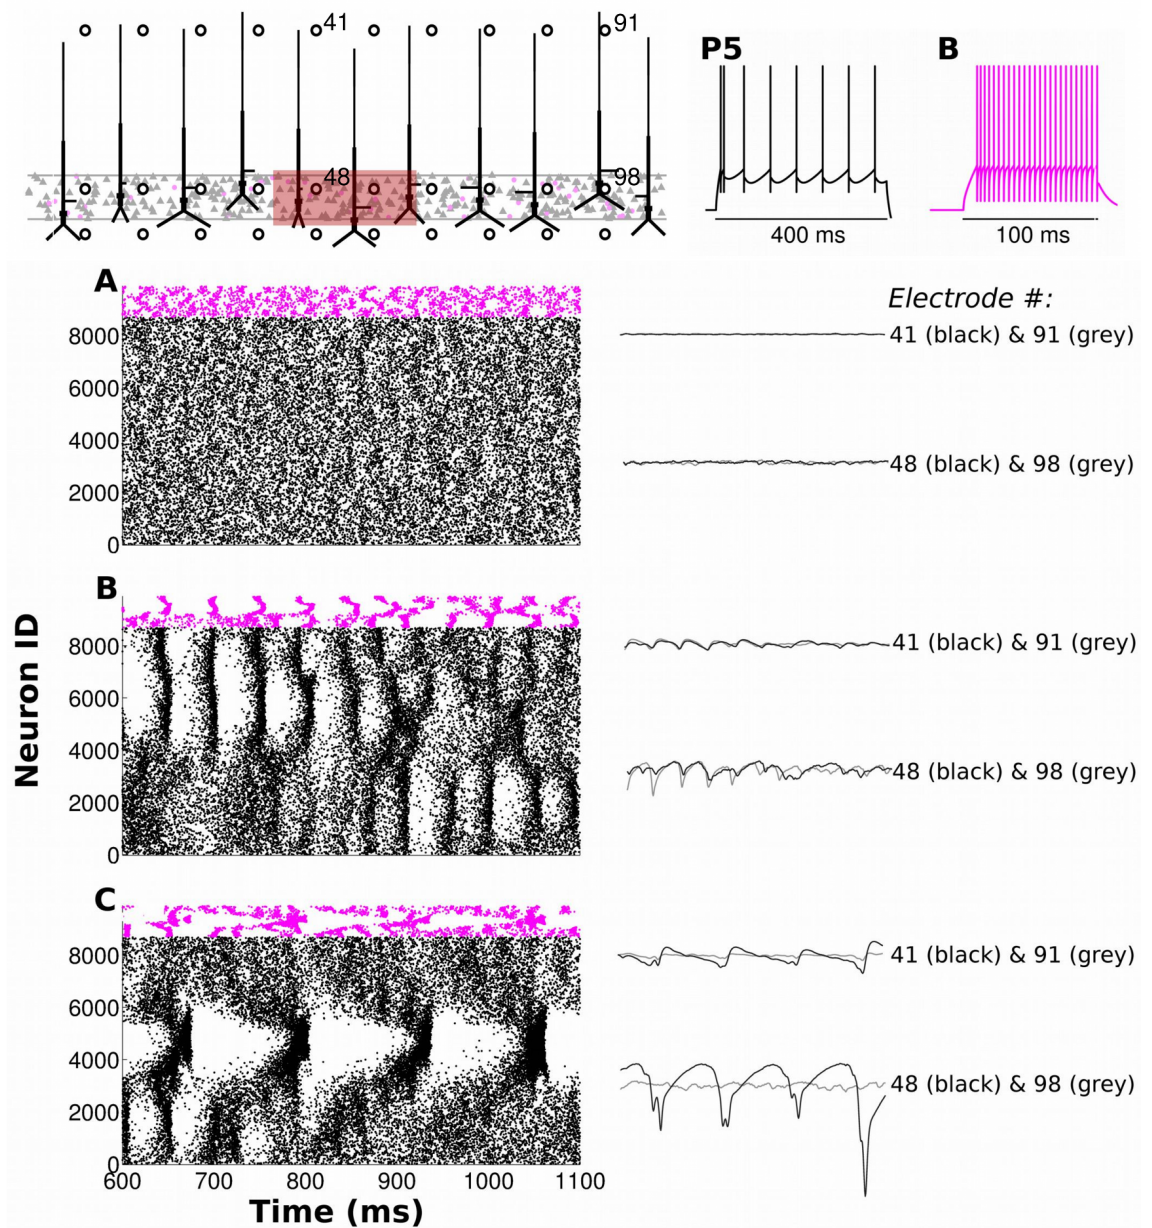 41
91
48
98
P5
B
400 ms
100 ms
A
Electrode #:
8000
6000
4000
2000
0
41 (black) & 91 (grey)
48 (black) & 98 (grey)
B
8000
6000
4000
2000
0
41 (black) & 91 (grey)
48 (black) & 98 (grey)
Neuron ID
C
8000
6000
4000
2000
0
41 (black) & 91 (grey)
48 (black) & 98 (grey)
600 700 800 900 1000 1100
Time (ms)